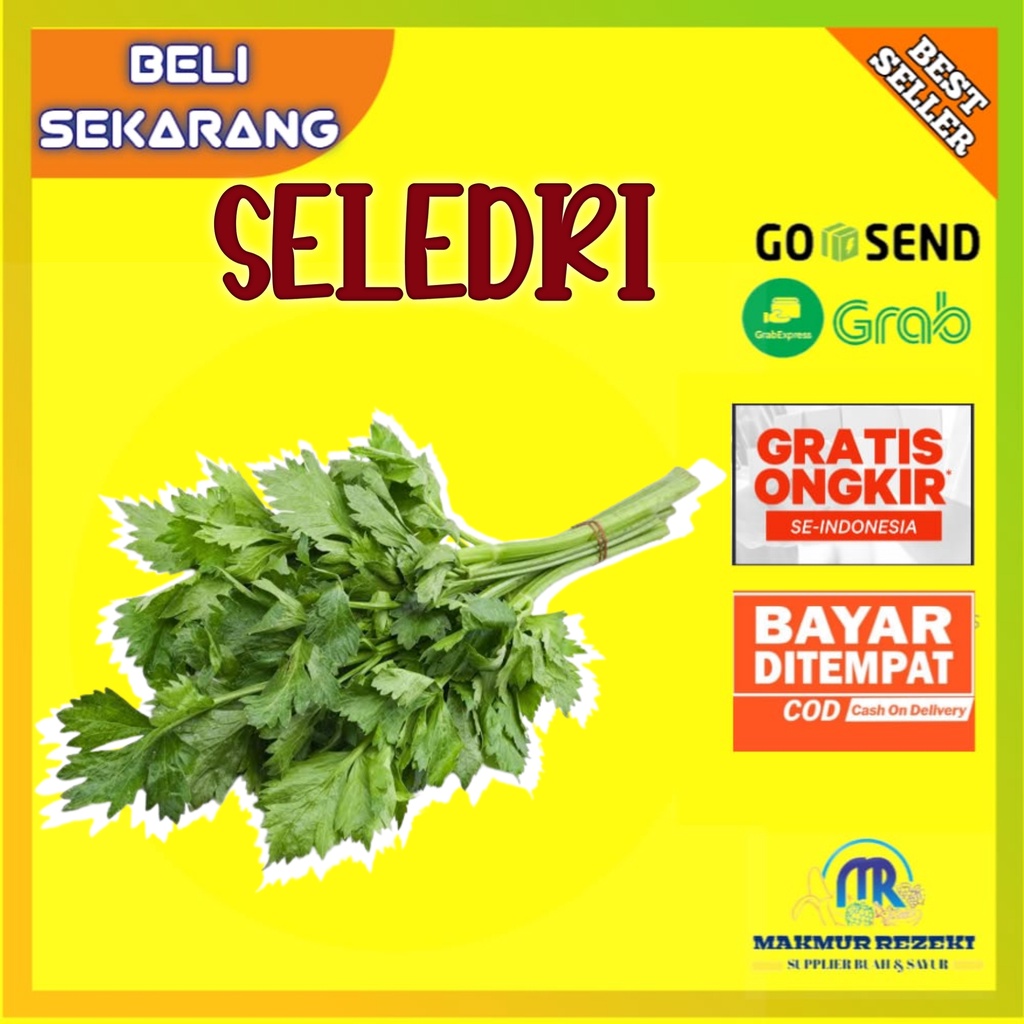 BELI
SEKARANG
BEST
SELLER
SELEDRI
GO SEND
GrabExpress
Grab
GRATIS
ONGKIR*
SE-INDONESIA
BAYAR
DITEMPAT
COD Cash On Delivery
MR
MAKMUR REZEKI
SUPPLIER BUAH & SAYUR